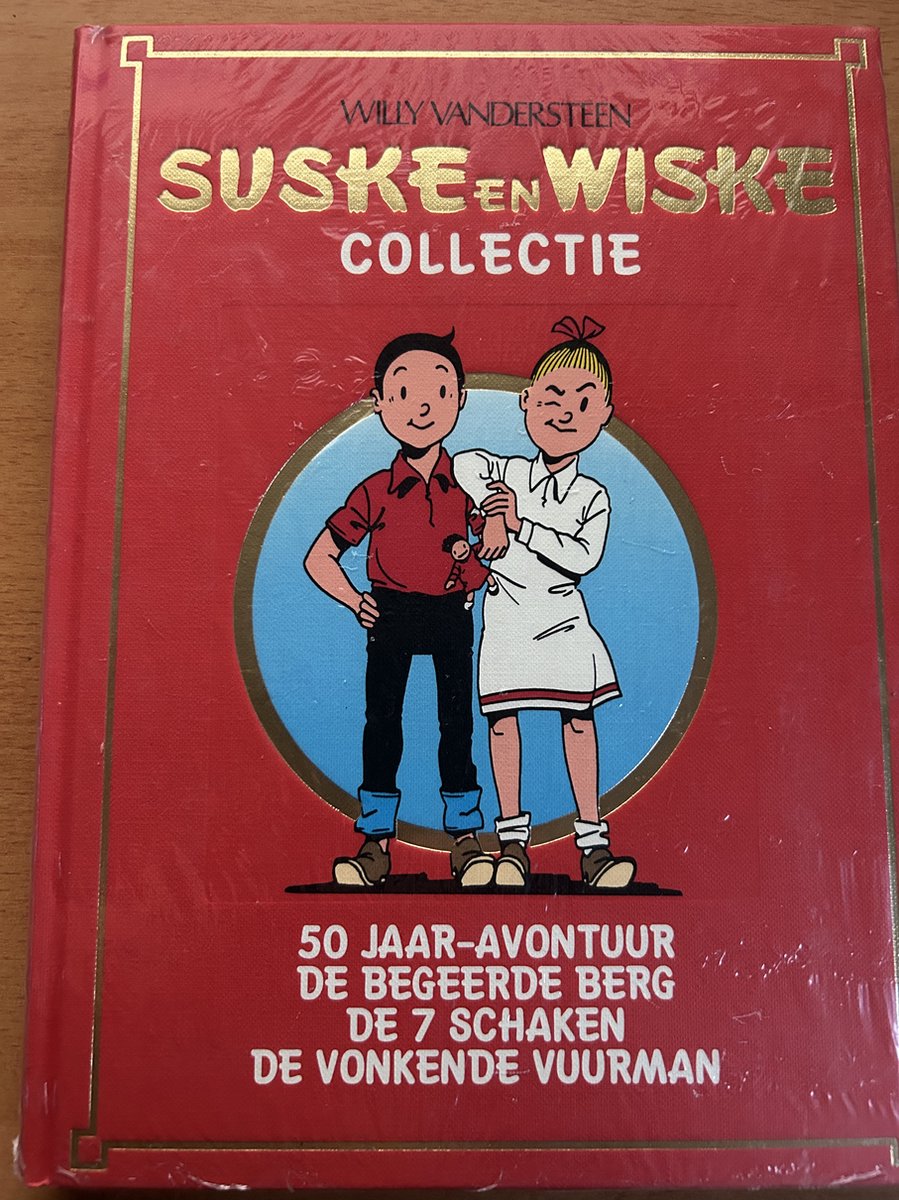 WILLY VANDERSTEEN
SUSKE EN WISKE
COLLECTIE
50 JAAR-AVONTUUR
DE BEGEERDE BERG
DE 7 SCHAKEN
DE VONKENDE VUURMAN